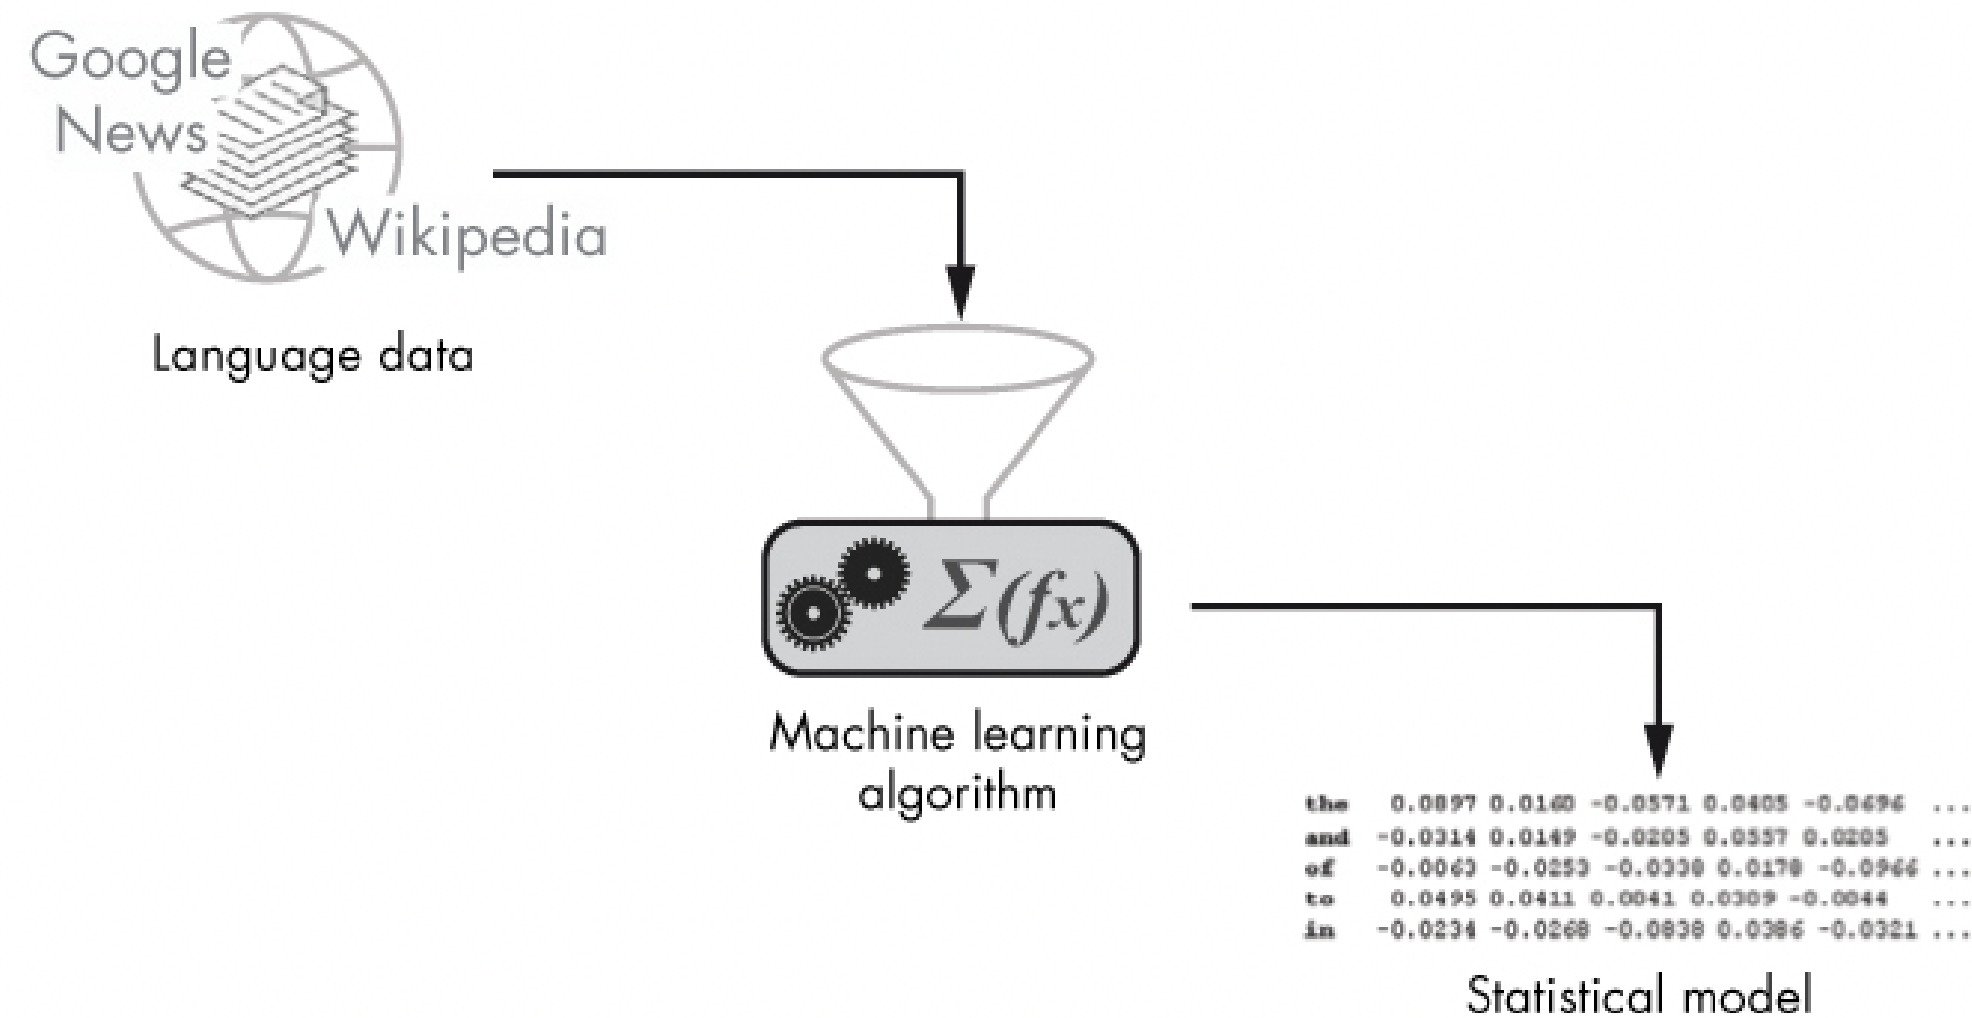 Google
News
Wikipedia
Language data
Σ(fx)
Machine learning
algorithm
the 0.0897 0.0160 -0.0571 0.0405 -0.0696 ...
and -0.0314 0.0149 -0.0205 0.0557 0.0205 ...
of -0.0063 -0.0253 -0.0338 0.0178 -0.0966 ...
to 0.0495 0.0411 0.0041 0.0309 -0.0044 ...
in -0.0234 -0.0268 -0.0838 0.0386 -0.0321 ...
Statistical model